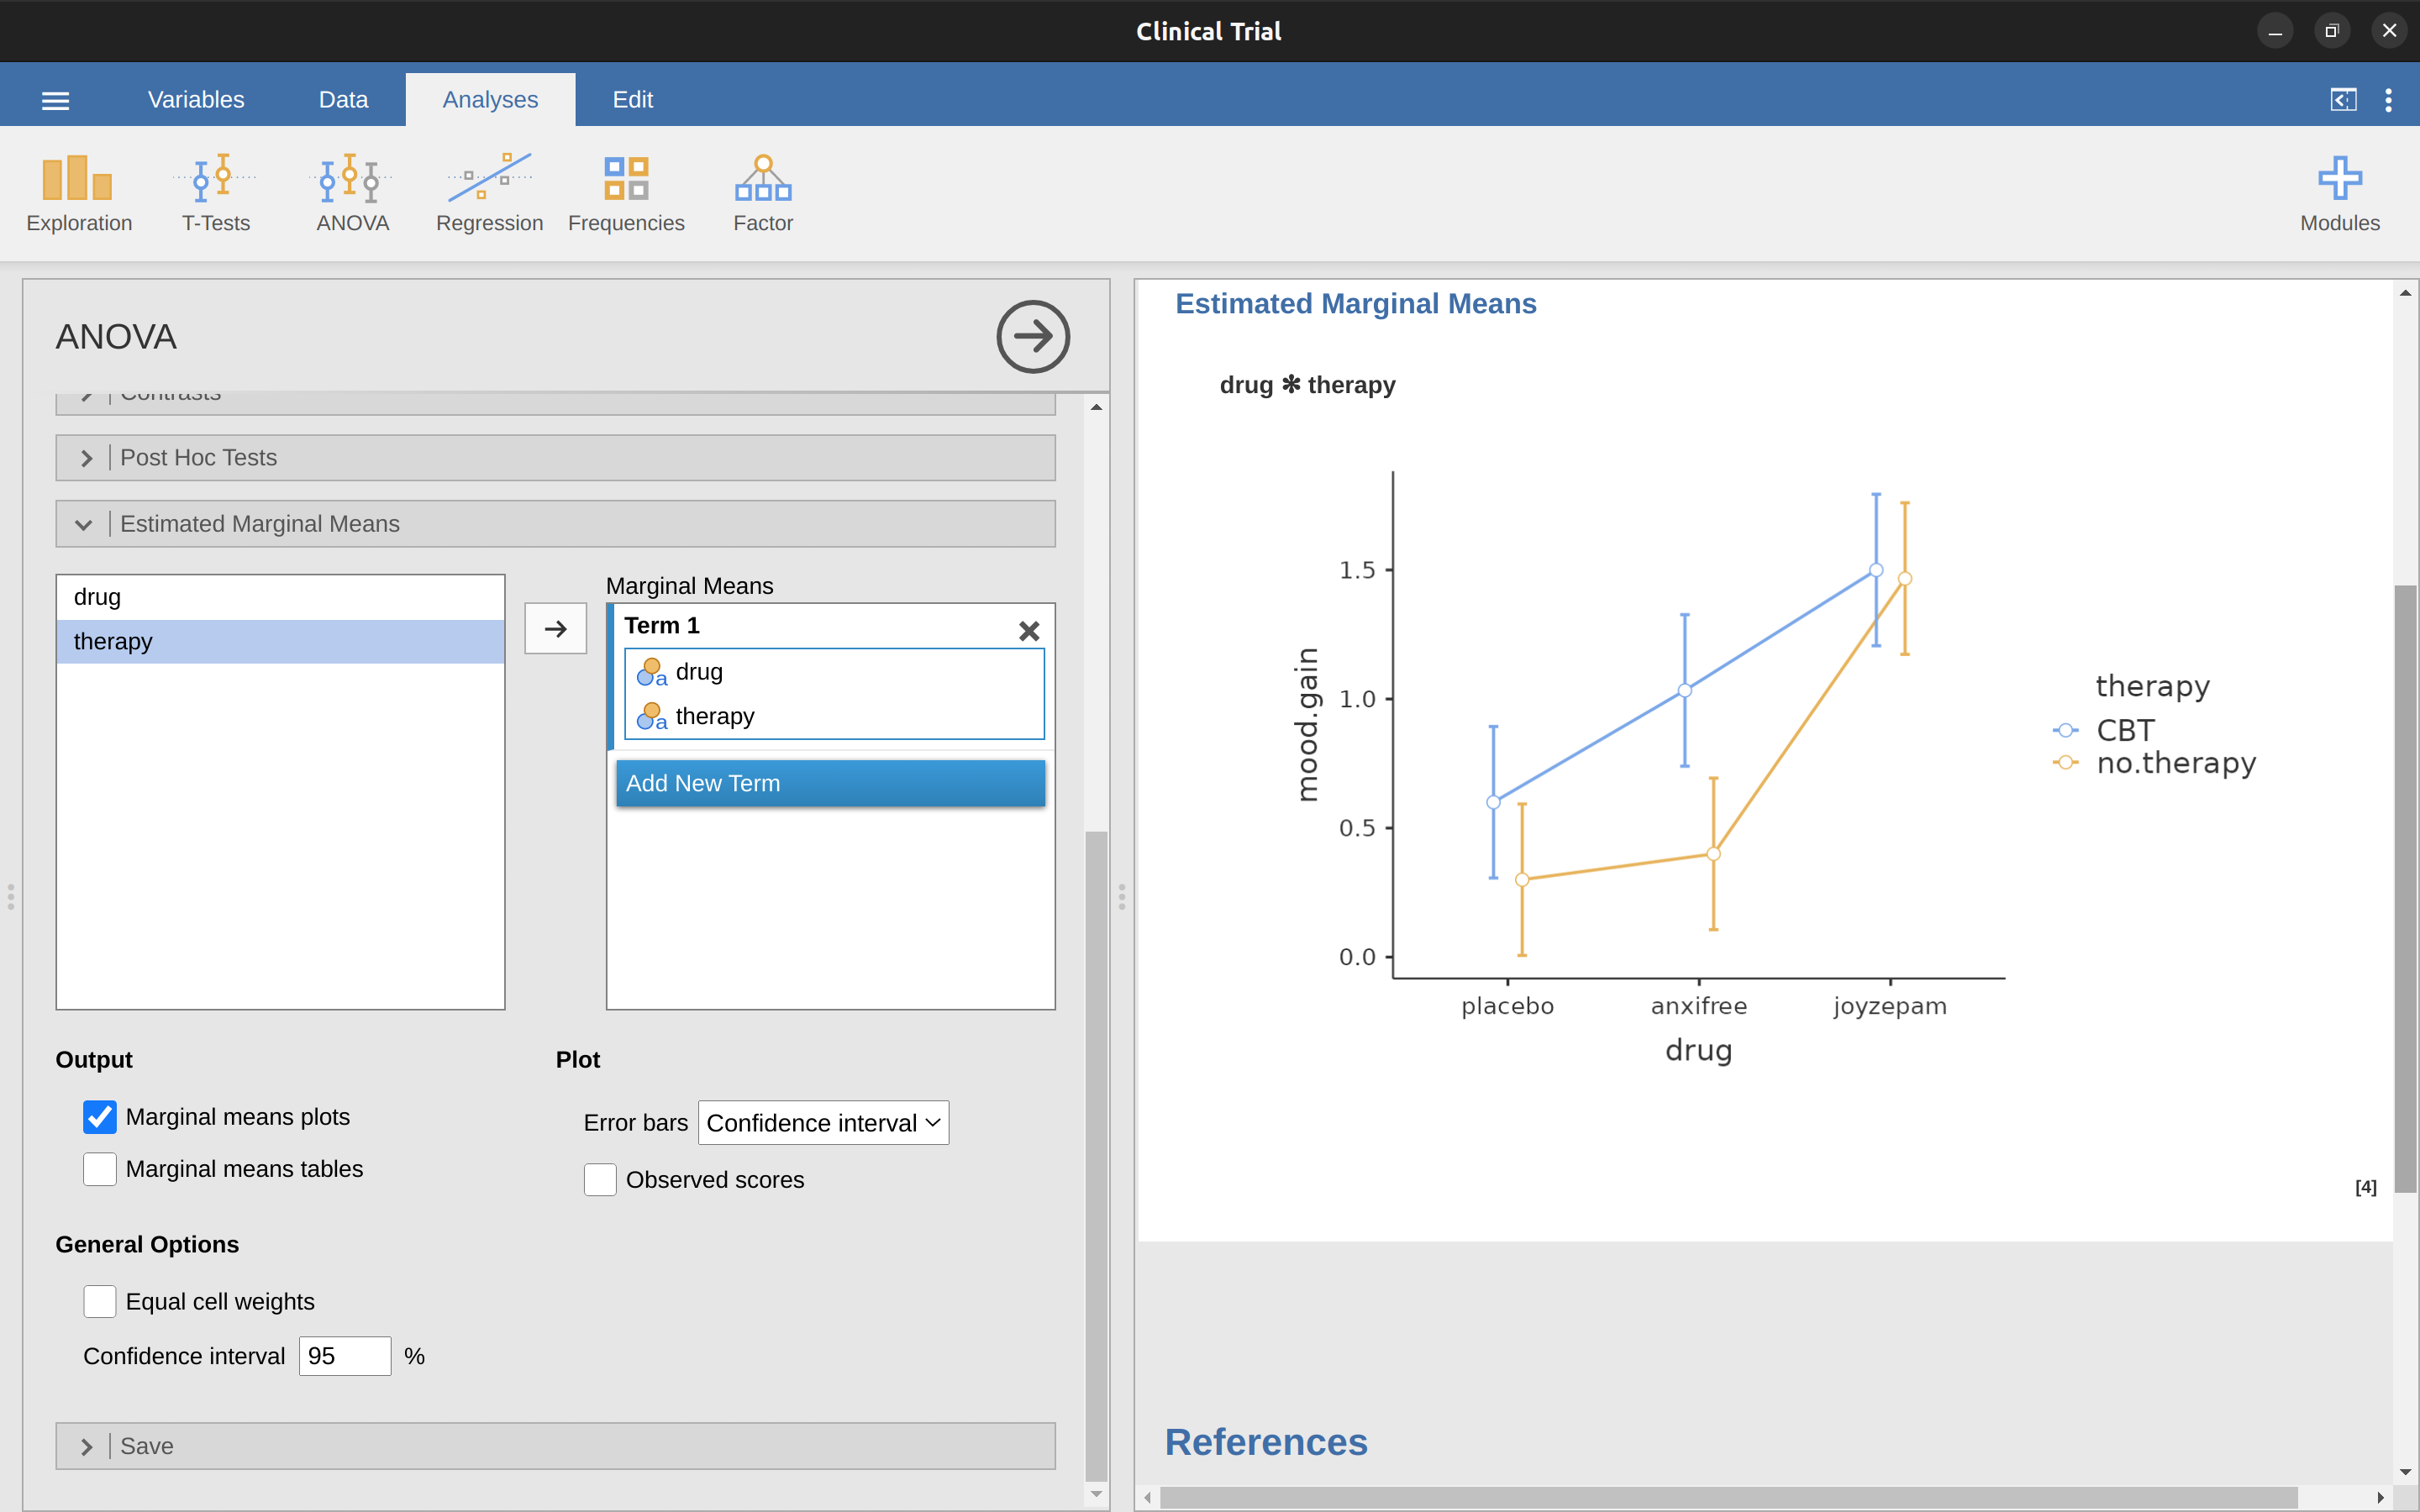 Clinical Trial
Variables Data Analyses Edit
Exploration T-Tests ANOVA Regression Frequencies Factor Modules
ANOVA
Contrasts
Post Hoc Tests
Estimated Marginal Means
drug
therapy
Marginal Means
Term 1
a drug
a therapy
Add New Term
Output
Marginal means plots
Marginal means tables
Plot
Error bars Confidence interval
Observed scores
General Options
Equal cell weights
Confidence interval 95 %
Save
Estimated Marginal Means
drug ✻ therapy
mood.gain
1.5
1.0
0.5
0.0
placebo anxifree joyzepam
drug
therapy
CBT
no.therapy
[4]
References